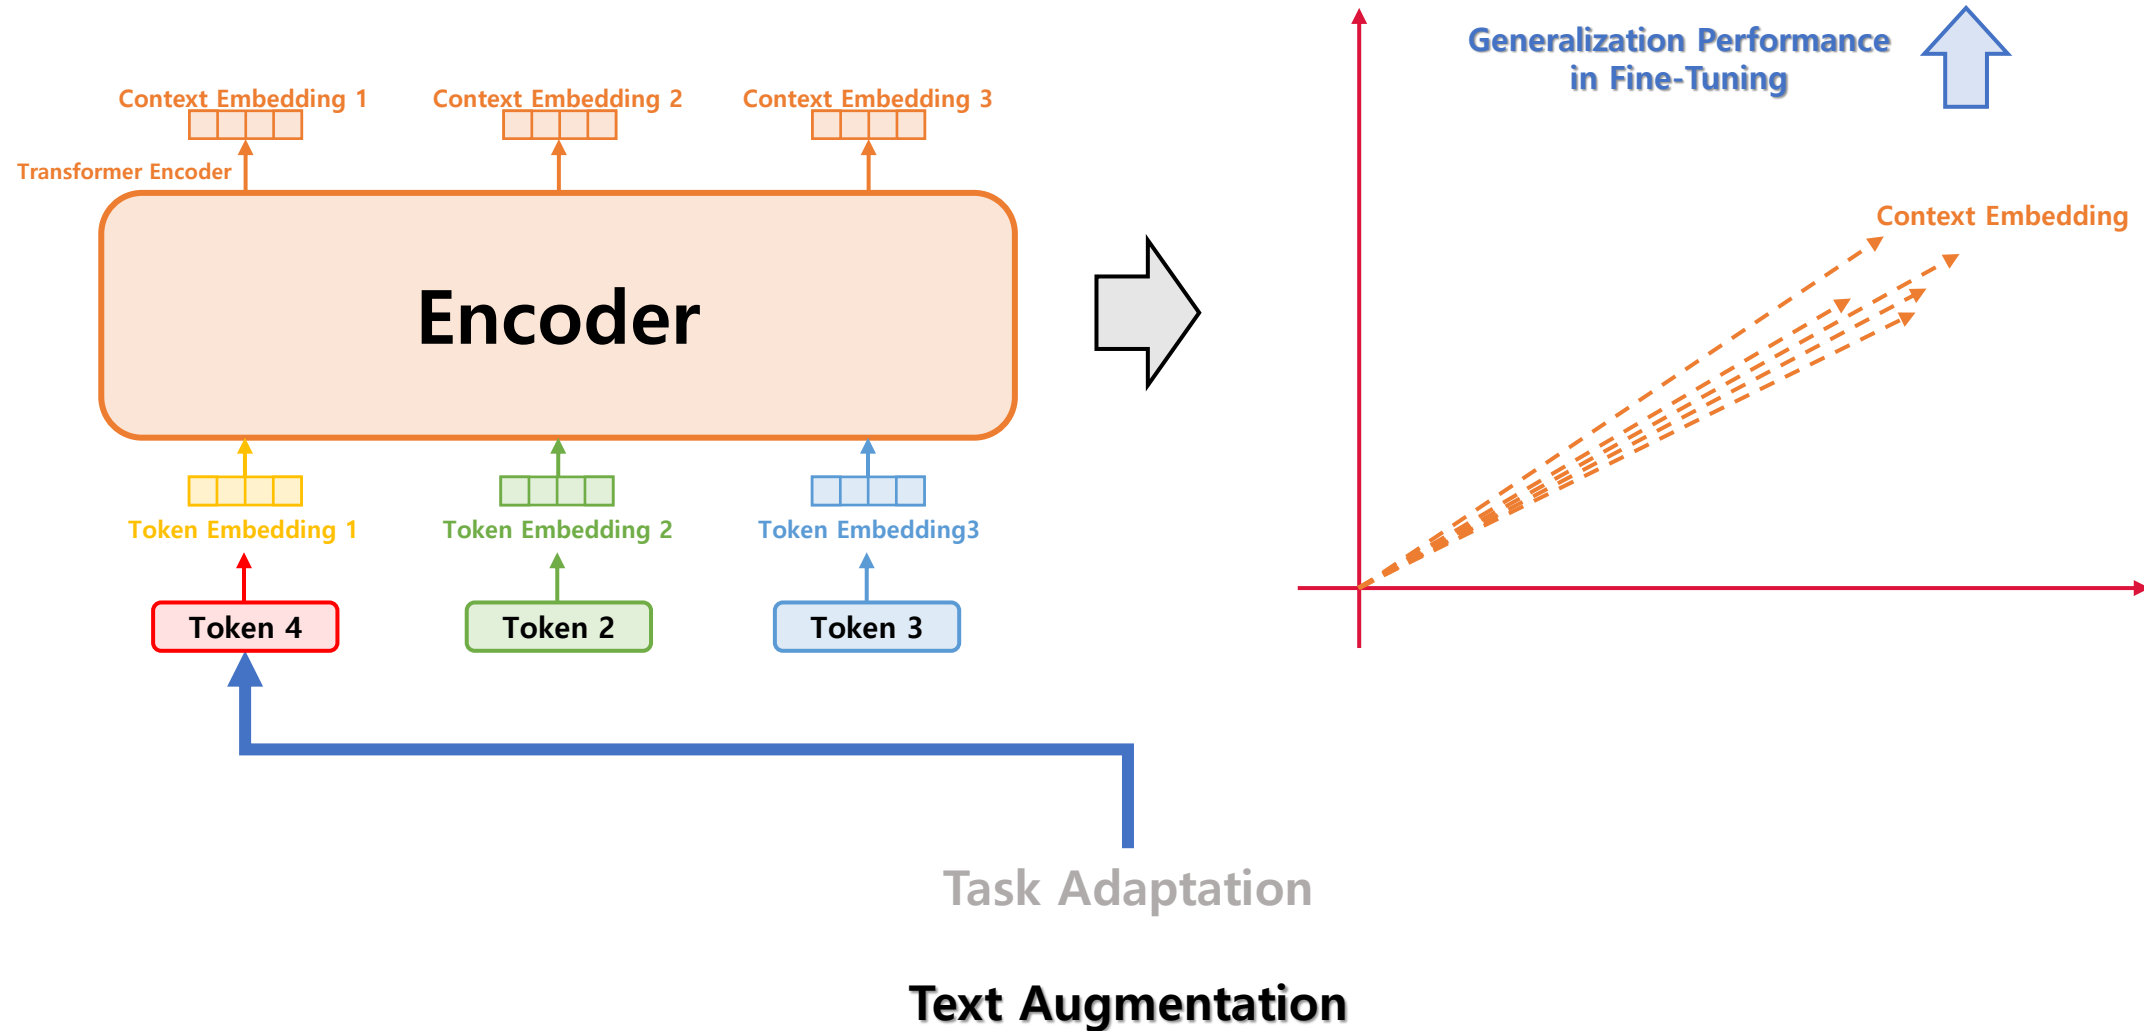 Generalization Performance
in Fine-Tuning
Context Embedding 1
Context Embedding 2
Context Embedding 3
Transformer Encoder
Context Embedding
Encoder
Token Embedding 1
Token Embedding 2
Token Embedding3
Token 4
Token 2
Token 3
Task Adaptation
Text Augmentation